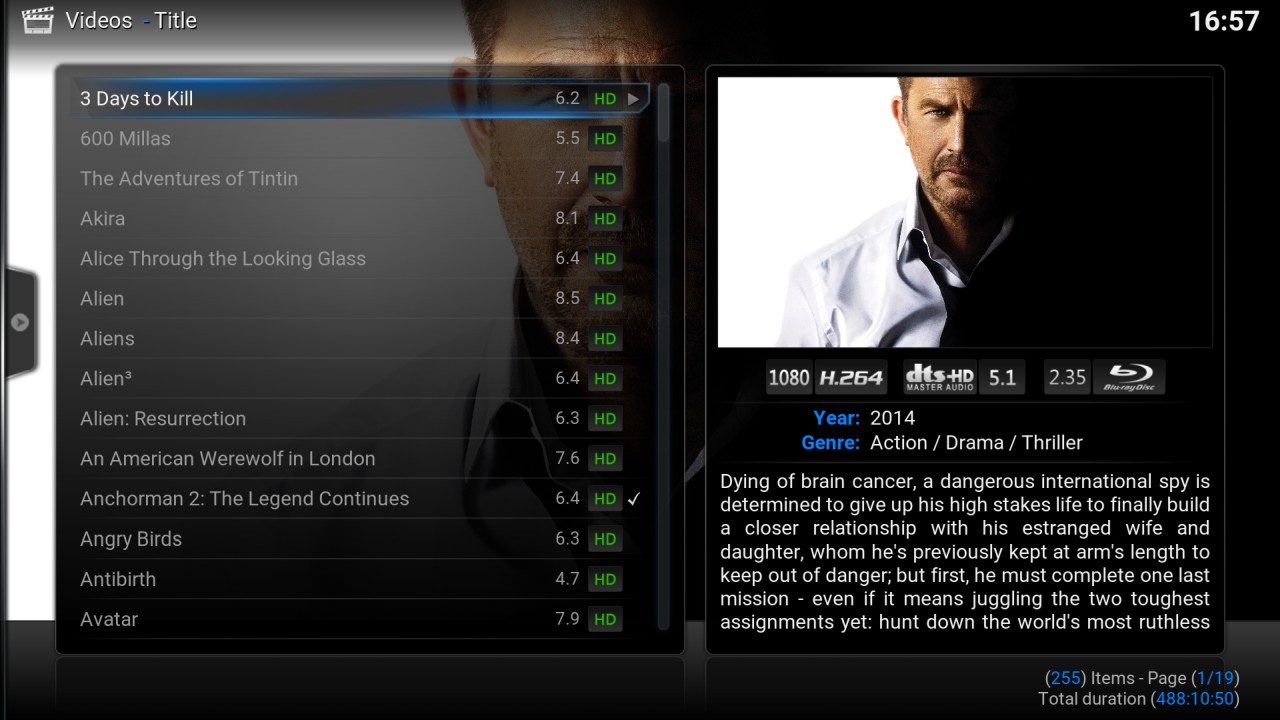 Videos - Title
16:57
3 Days to Kill 6.2 HD
600 Millas 5.5 HD
The Adventures of Tintin 7.4 HD
Akira 8.1 HD
Alice Through the Looking Glass 6.4 HD
Alien 8.5 HD
Aliens 8.4 HD
Alien³ 6.4 HD
Alien: Resurrection 6.3 HD
An American Werewolf in London 7.6 HD
Anchorman 2: The Legend Continues 6.4 HD ✓
Angry Birds 6.3 HD
Antibirth 4.7 HD
Avatar 7.9 HD
1080 H.264 dts-HD MASTER AUDIO 5.1 2.35 Blu-ray Disc
Year: 2014
Genre: Action / Drama / Thriller
Dying of brain cancer, a dangerous international spy is
determined to give up his high stakes life to finally build
a closer relationship with his estranged wife and
daughter, whom he's previously kept at arm's length to
keep out of danger; but first, he must complete one last
mission - even if it means juggling the two toughest
assignments yet: hunt down the world's most ruthless
(255) Items - Page (1/19)
Total duration (488:10:50)